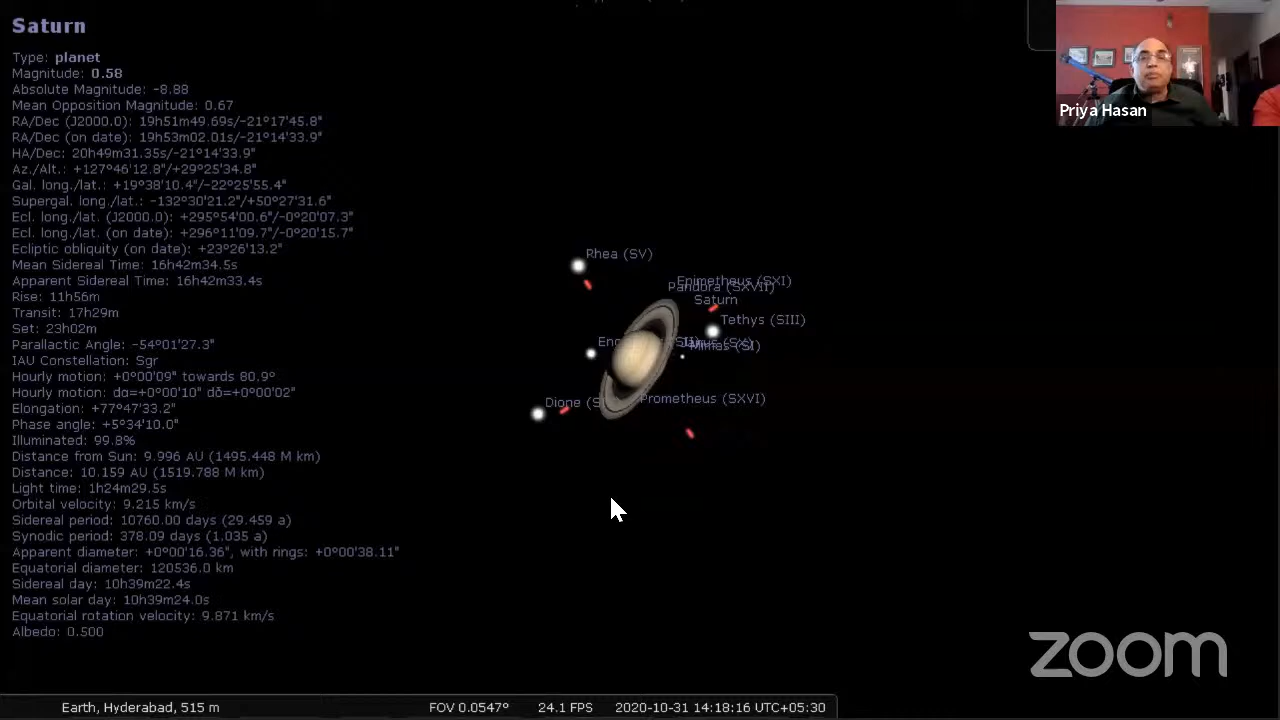 Saturn
Type: planet
Magnitude: 0.58
Absolute Magnitude: -8.88
Mean Opposition Magnitude: 0.67
RA/Dec (J2000.0): 19h51m49.69s/-21°17'45.8"
RA/Dec (on date): 19h53m02.01s/-21°14'33.9"
HA/Dec: 20h49m31.35s/-21°14'33.9"
Az./Alt.: +127°46'12.8"/+29°25'34.8"
Gal. long./lat.: +19°38'10.4"/-22°25'55.4"
Supergal. long./lat.: -132°30'21.2"/+50°27'31.6"
Ecl. long./lat. (J2000.0): +295°54'00.6"/-0°20'07.3"
Ecl. long./lat. (on date): +296°11'09.7"/-0°20'15.7"
Ecliptic obliquity (on date): +23°26'13.2"
Mean Sidereal Time: 16h42m34.5s
Apparent Sidereal Time: 16h42m33.4s
Rise: 11h56m
Transit: 17h29m
Set: 23h02m
Parallactic Angle: -54°01'27.3"
IAU Constellation: Sgr
Hourly motion: +0°00'09" towards 80.9°
Hourly motion: dα=+0°00'10" dδ=+0°00'02"
Elongation: +77°47'33.2"
Phase angle: +5°34'10.0"
Illuminated: 99.8%
Distance from Sun: 9.996 AU (1495.448 M km)
Distance: 10.159 AU (1519.788 M km)
Light time: 1h24m29.5s
Orbital velocity: 9.215 km/s
Sidereal period: 10760.00 days (29.459 a)
Synodic period: 378.09 days (1.035 a)
Apparent diameter: +0°00'16.36", with rings: +0°00'38.11"
Equatorial diameter: 120536.0 km
Sidereal day: 10h39m22.4s
Mean solar day: 10h39m24.0s
Equatorial rotation velocity: 9.871 km/s
Albedo: 0.500
Rhea (SV)
Epimetheus (SXI)
Pandora (SXVII)
Saturn
Tethys (SIII)
Mimas (SI)
Dione (S
Prometheus (SXVI)
Priya Hasan
zoom
Earth, Hyderabad, 515 m FOV 0.0547° 24.1 FPS 2020-10-31 14:18:16 UTC+05:30